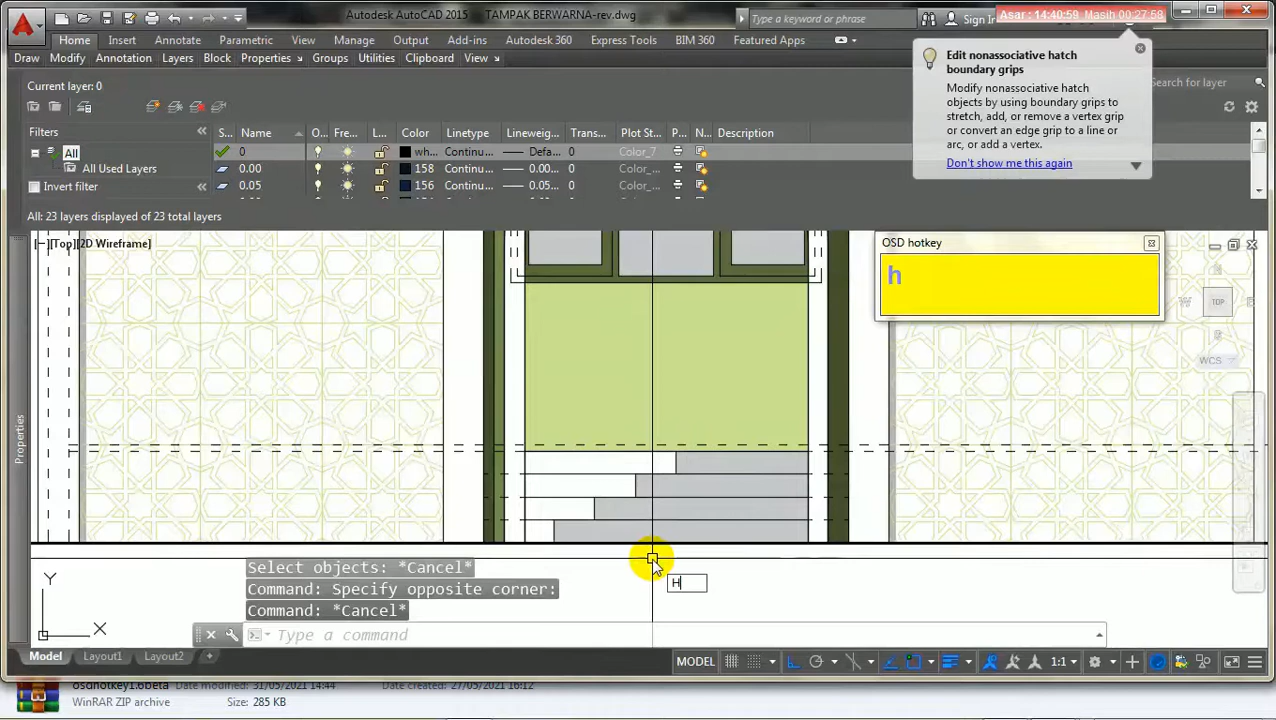 Autodesk AutoCAD 2015 TAMPAK BERWARNA-rev.dwg
Type a keyword or phrase
Sign In
Asar : 14:40:59 Masih 00:27:58
Home Insert Annotate Parametric View Manage Output Add-ins Autodesk 360 Express Tools BIM 360 Featured Apps
Draw Modify Layers Block Properties Groups Utilities Clipboard View
Edit nonassociative hatch
boundary grips
Modify nonassociative hatch
objects by using boundary grips to
stretch, add, or remove a vertex grip
or convert an edge grip to a line or
arc, or add a vertex.
Don't show me this again
Current layer: 0
Search for layer
Filters
S... Name O.. Fre... L... Color Linetype Lineweig... Trans... Plot St... P... N... Description
All
0 wh... Continu... Defa... 0 Color_7
All Used Layers
0.00 158 Continu... 0.00... 0 Color_...
Invert filter
0.05 156 Continu... 0.05... 0 Color_...
All: 23 layers displayed of 23 total layers
[−][Top][2D Wireframe]
OSD hotkey
h
TOP
WCS
Properties
Select objects: *Cancel*
Command: Specify opposite corner:
Command: *Cancel*
H
Y
X
Type a command
Model Layout1 Layout2 +
MODEL
1:1
osdhotkey1.6beta Date modified: 31/05/2021 14:44 Date created: 27/05/2021 16:12
WinRAR ZIP archive Size: 285 KB